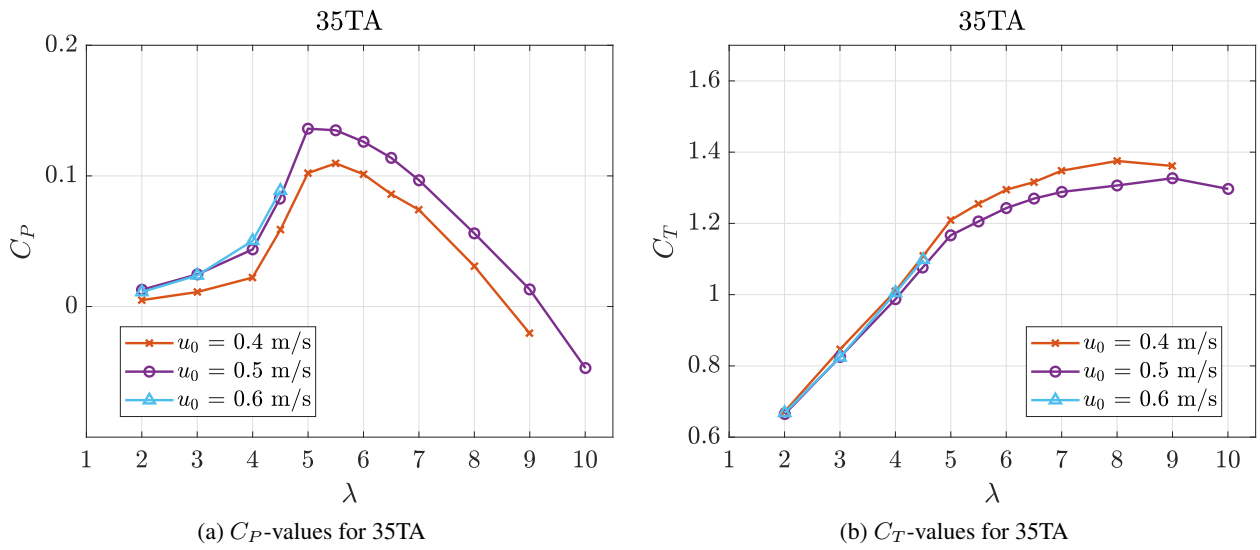 35TA
0.2
0.1
0
C_P
u_0 = 0.4 m/s
u_0 = 0.5 m/s
u_0 = 0.6 m/s
1 2 3 4 5 6 7 8 9 10
λ
(a) C_P-values for 35TA
35TA
1.6
1.4
1.2
1
0.8
0.6
C_T
u_0 = 0.4 m/s
u_0 = 0.5 m/s
u_0 = 0.6 m/s
1 2 3 4 5 6 7 8 9 10
λ
(b) C_T-values for 35TA